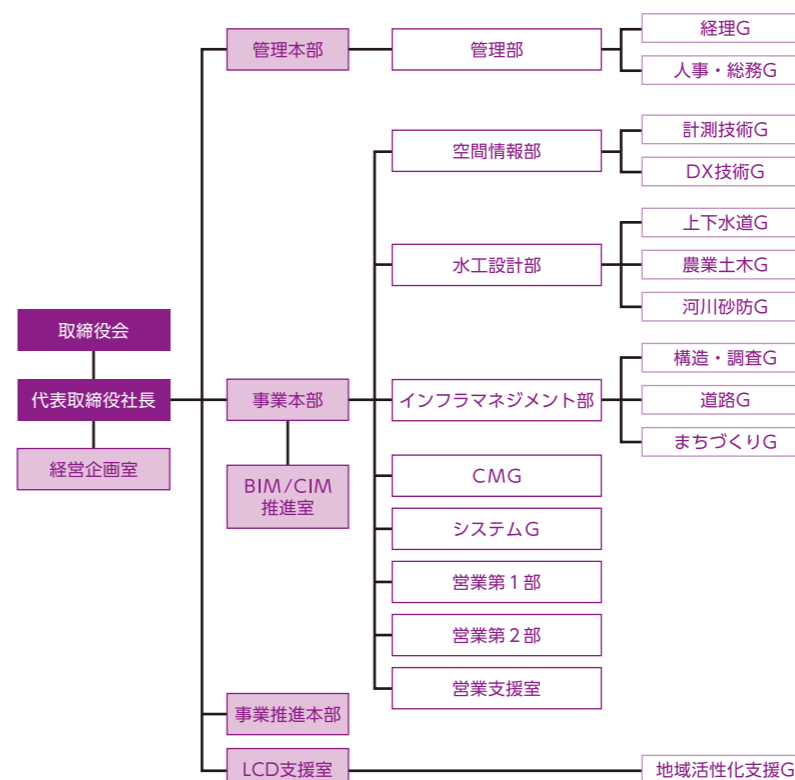 経理G
管理本部
管理部
人事・総務G
計測技術G
空間情報部
DX技術G
上下水道G
水工設計部
農業土木G
河川砂防G
取締役会
構造・調査G
代表取締役社長
事業本部
インフラマネジメント部
道路G
まちづくりG
経営企画室
BIM/CIM
推進室
CMG
システムG
営業第1部
営業第2部
営業支援室
事業推進本部
LCD支援室
地域活性化支援G